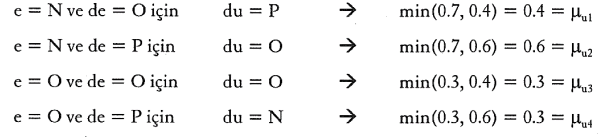 e = N ve de = O için du = P → min(0.7, 0.4) = 0.4 = μu1
e = N ve de = P için du = O → min(0.7, 0.6) = 0.6 = μu2
e = O ve de = O için du = O → min(0.3, 0.4) = 0.3 = μu3
e = O ve de = P için du = N → min(0.3, 0.6) = 0.3 = μu4